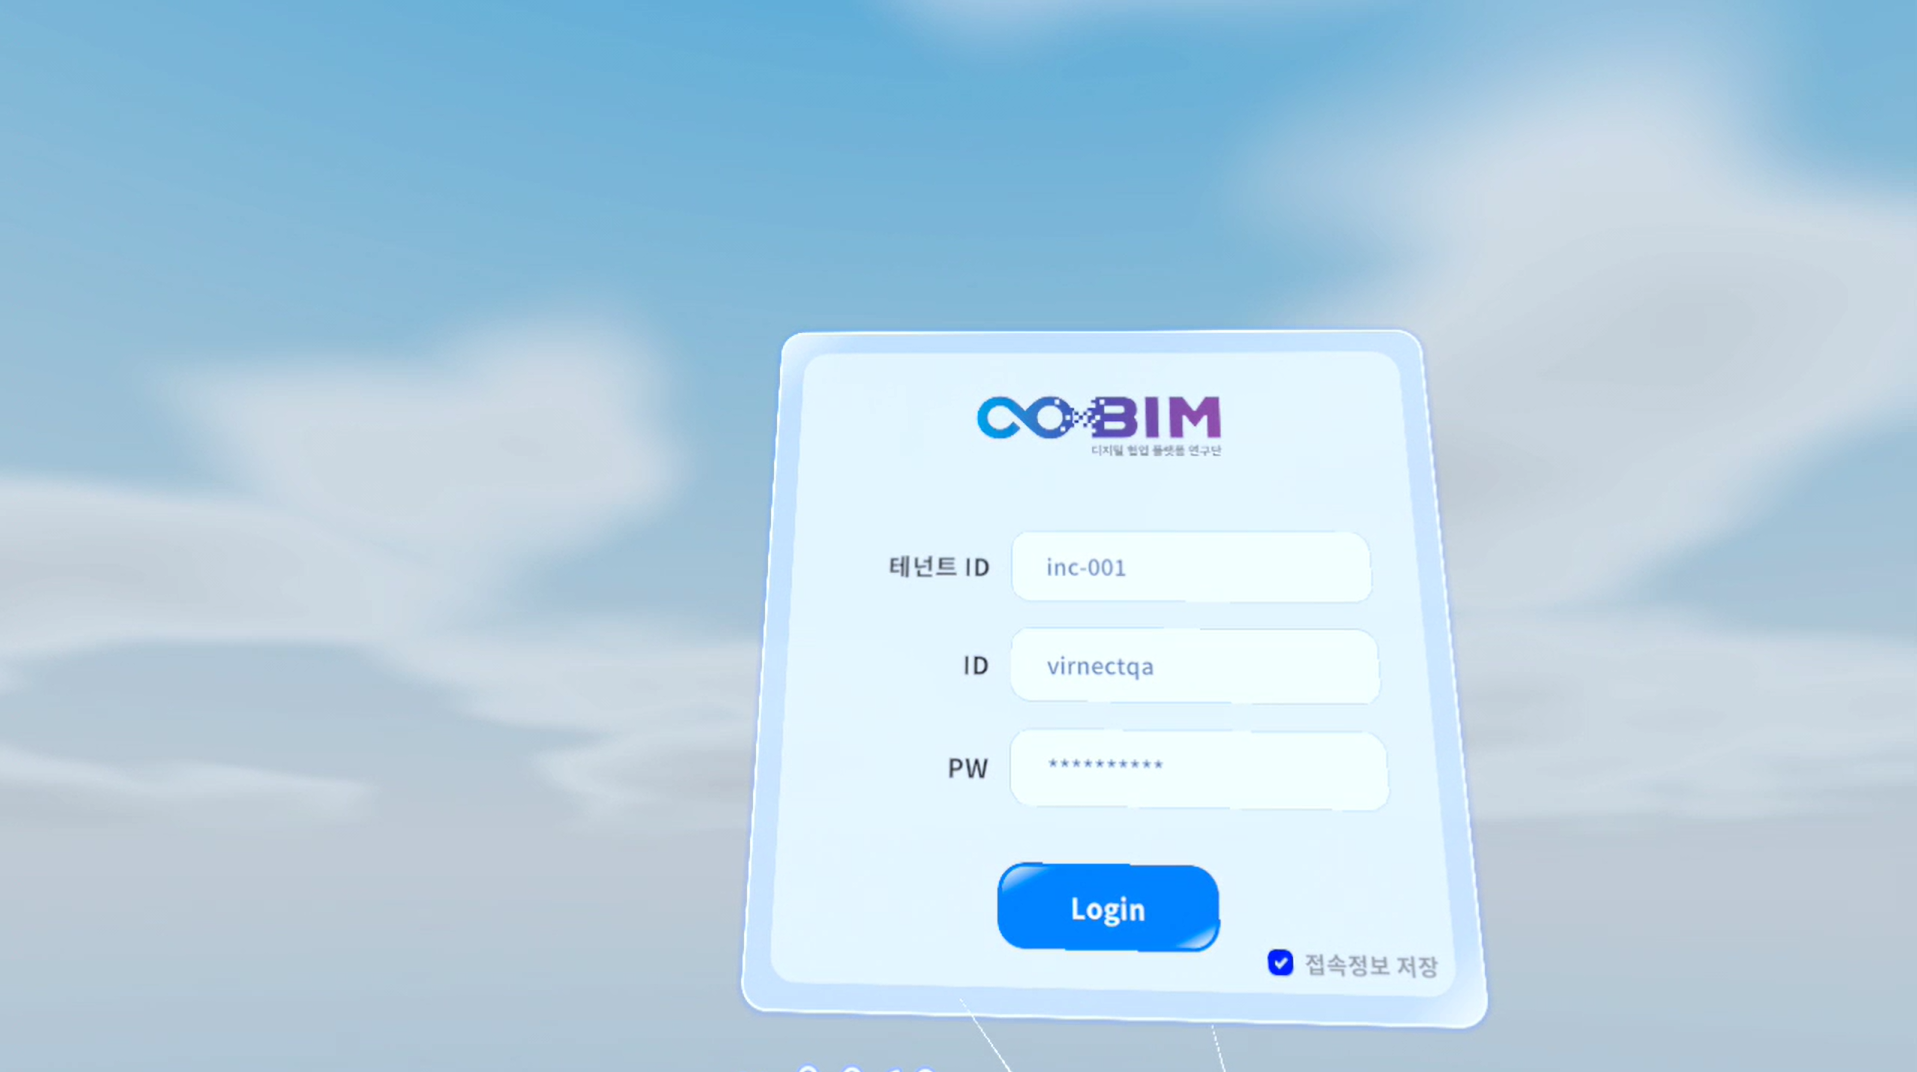 COBIM
디지털 협업 플랫폼 연구단
테넌트 ID
inc-001
ID
virnectqa
PW
**********
Login
접속정보 저장